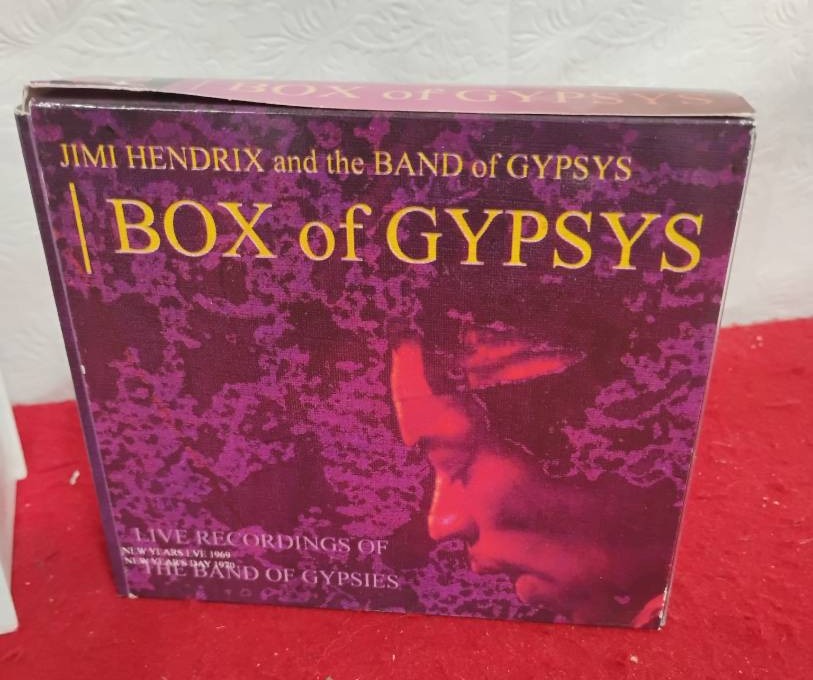 BOX of GYPSYS
JIMI HENDRIX and the BAND of GYPSYS
BOX of GYPSYS
LIVE RECORDINGS OF
NEW YEARS EVE 1969
NEW YEARS DAY 1970
THE BAND OF GYPSIES